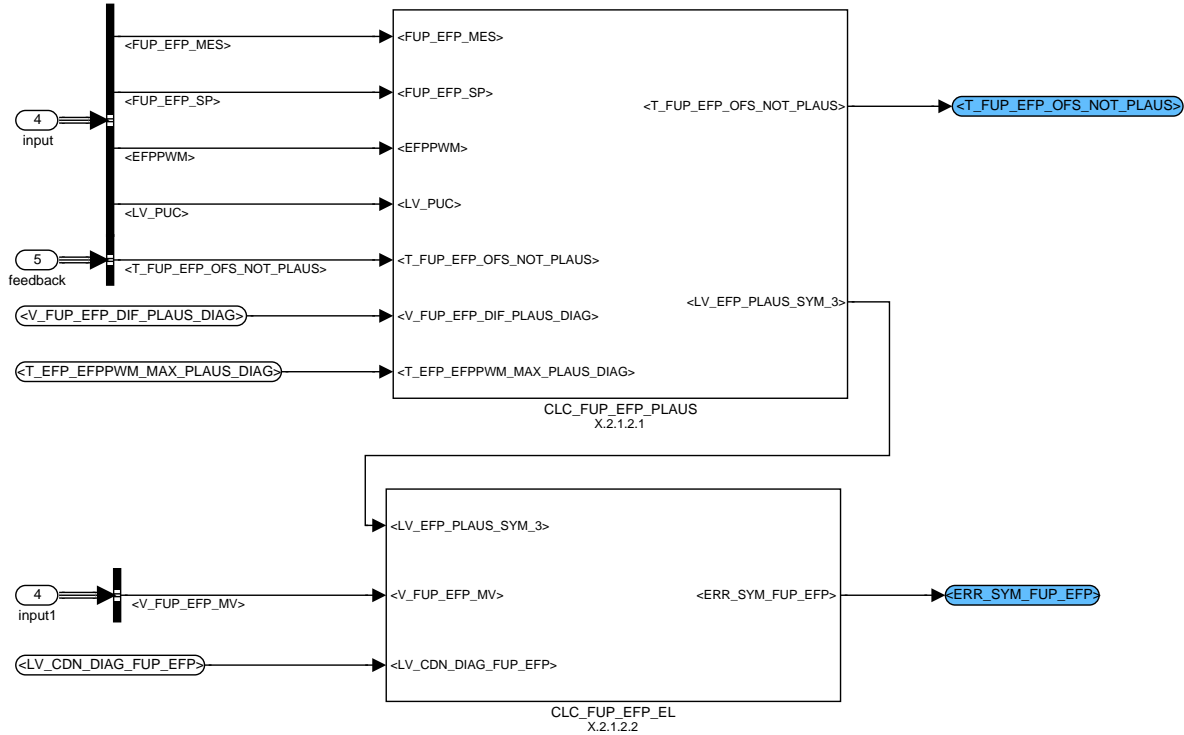 <FUP_EFP_MES>
<FUP_EFP_MES>
<FUP_EFP_SP>
<FUP_EFP_SP>
<T_FUP_EFP_OFS_NOT_PLAUS>
<T_FUP_EFP_OFS_NOT_PLAUS>
4
input
<EFPPWM>
<EFPPWM>
<LV_PUC>
<LV_PUC>
5
feedback
<T_FUP_EFP_OFS_NOT_PLAUS>
<T_FUP_EFP_OFS_NOT_PLAUS>
<LV_EFP_PLAUS_SYM_3>
<V_FUP_EFP_DIF_PLAUS_DIAG>
<V_FUP_EFP_DIF_PLAUS_DIAG>
<T_EFP_EFPPWM_MAX_PLAUS_DIAG>
<T_EFP_EFPPWM_MAX_PLAUS_DIAG>
CLC_FUP_EFP_PLAUS
X.2.1.2.1
<LV_EFP_PLAUS_SYM_3>
4
input1
<V_FUP_EFP_MV>
<V_FUP_EFP_MV>
<ERR_SYM_FUP_EFP>
<ERR_SYM_FUP_EFP>
<LV_CDN_DIAG_FUP_EFP>
<LV_CDN_DIAG_FUP_EFP>
CLC_FUP_EFP_EL
X.2.1.2.2